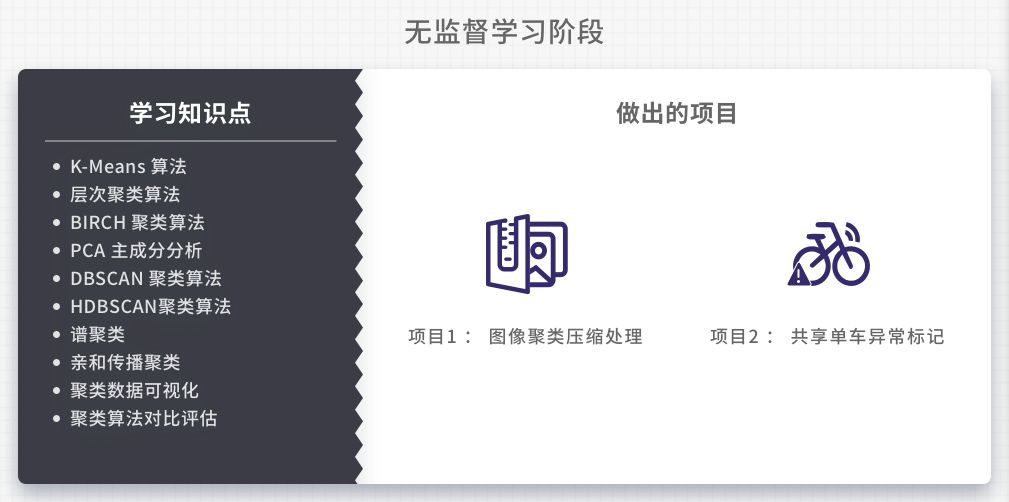 无监督学习阶段
学习知识点
K-Means 算法
层次聚类算法
BIRCH 聚类算法
PCA 主成分分析
DBSCAN 聚类算法
HDBSCAN聚类算法
谱聚类
亲和传播聚类
聚类数据可视化
聚类算法对比评估
做出的项目
项目1： 图像聚类压缩处理
项目2： 共享单车异常标记